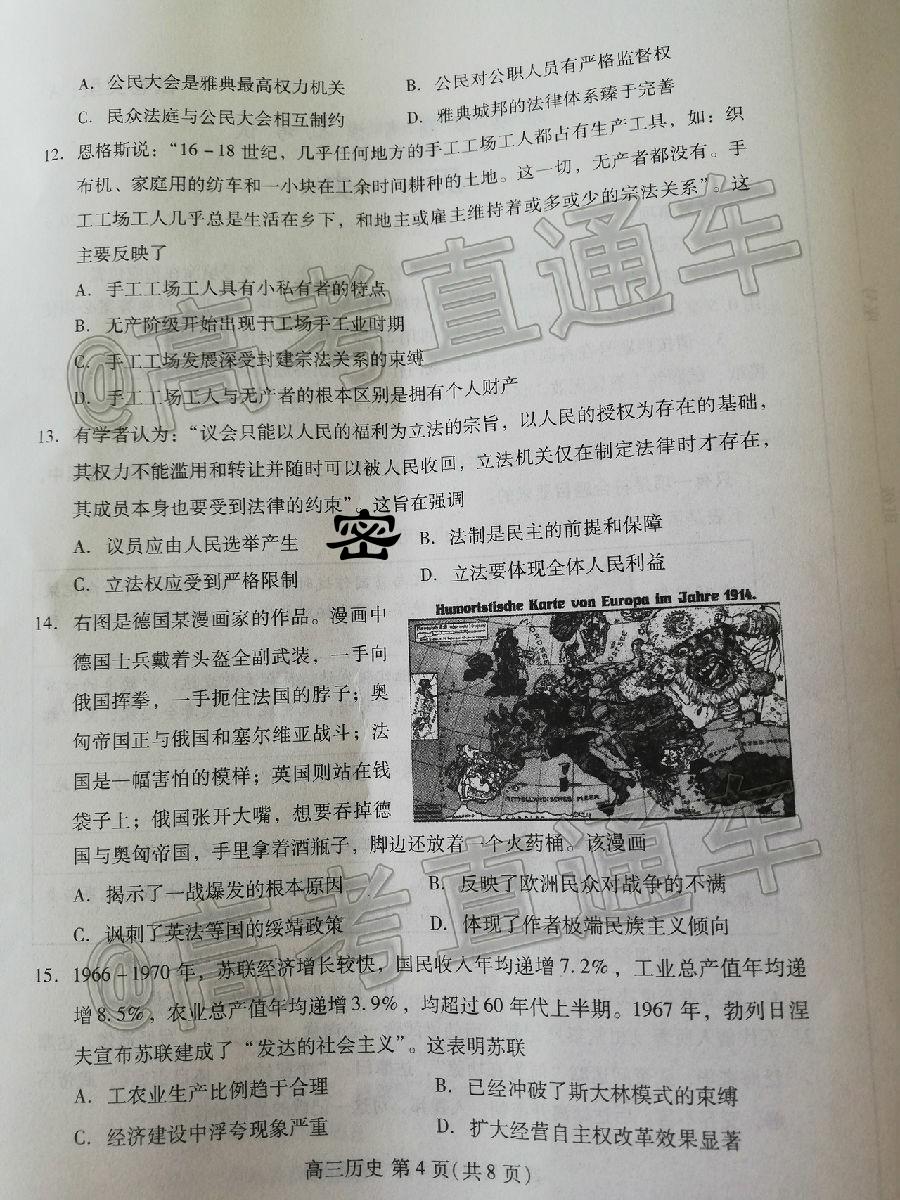 A. 公民大会是雅典最高权力机关 B. 公民对公职人员有严格监督权
C. 民众法庭与公民大会相互制约 D. 雅典城邦的法律体系臻于完善
12. 恩格斯说：“16－18世纪，几乎任何地方的手工工场工人都占有生产工具，如：织
布机、家庭用的纺车和一小块在工余时间耕种的土地。这一切，无产者都没有。手
工工场工人几乎总是生活在乡下，和地主或雇主维持着或多或少的宗法关系”。这
主要反映了
A. 手工工场工人具有小私有者的特点
B. 无产阶级开始出现于工场手工业时期
C. 手工工场发展深受封建宗法关系的束缚
D. 手工工场工人与无产者的根本区别是拥有个人财产
13. 有学者认为：“议会只能以人民的福利为立法的宗旨，以人民的授权为存在的基础，
其权力不能滥用和转让并随时可以被人民收回，立法机关仅在制定法律时才存在，
其成员本身也要受到法律的约束”。这旨在强调
A. 议员应由人民选举产生 B. 法制是民主的前提和保障
密
C. 立法权应受到严格限制 D. 立法要体现全体人民利益
Humoristische Karte von Europa im Jahre 1914.
14. 右图是德国某漫画家的作品。漫画中
德国士兵戴着头盔全副武装，一手向
俄国挥拳，一手扼住法国的脖子；奥
匈帝国正与俄国和塞尔维亚战斗；法
国是一幅害怕的模样；英国则站在钱
袋子上；俄国张开大嘴，想要吞掉德
MITTELLÄNDISCHES MEER
国与奥匈帝国，手里拿着酒瓶子，脚边还放着一个火药桶。该漫画
A. 揭示了一战爆发的根本原因 B. 反映了欧洲民众对战争的不满
C. 讽刺了英法等国的绥靖政策 D. 体现了作者极端民族主义倾向
15. 1966－1970年，苏联经济增长较快，国民收入年均递增7.2%，工业总产值年均递
增8.5%，农业总产值年均递增3.9%，均超过60年代上半期。1967年，勃列日涅
夫宣布苏联建成了“发达的社会主义”。这表明苏联
A. 工农业生产比例趋于合理 B. 已经冲破了斯大林模式的束缚
C. 经济建设中浮夸现象严重 D. 扩大经营自主权改革效果显著
高三历史 第4页(共8页)
@高考直通车
@高考直通车